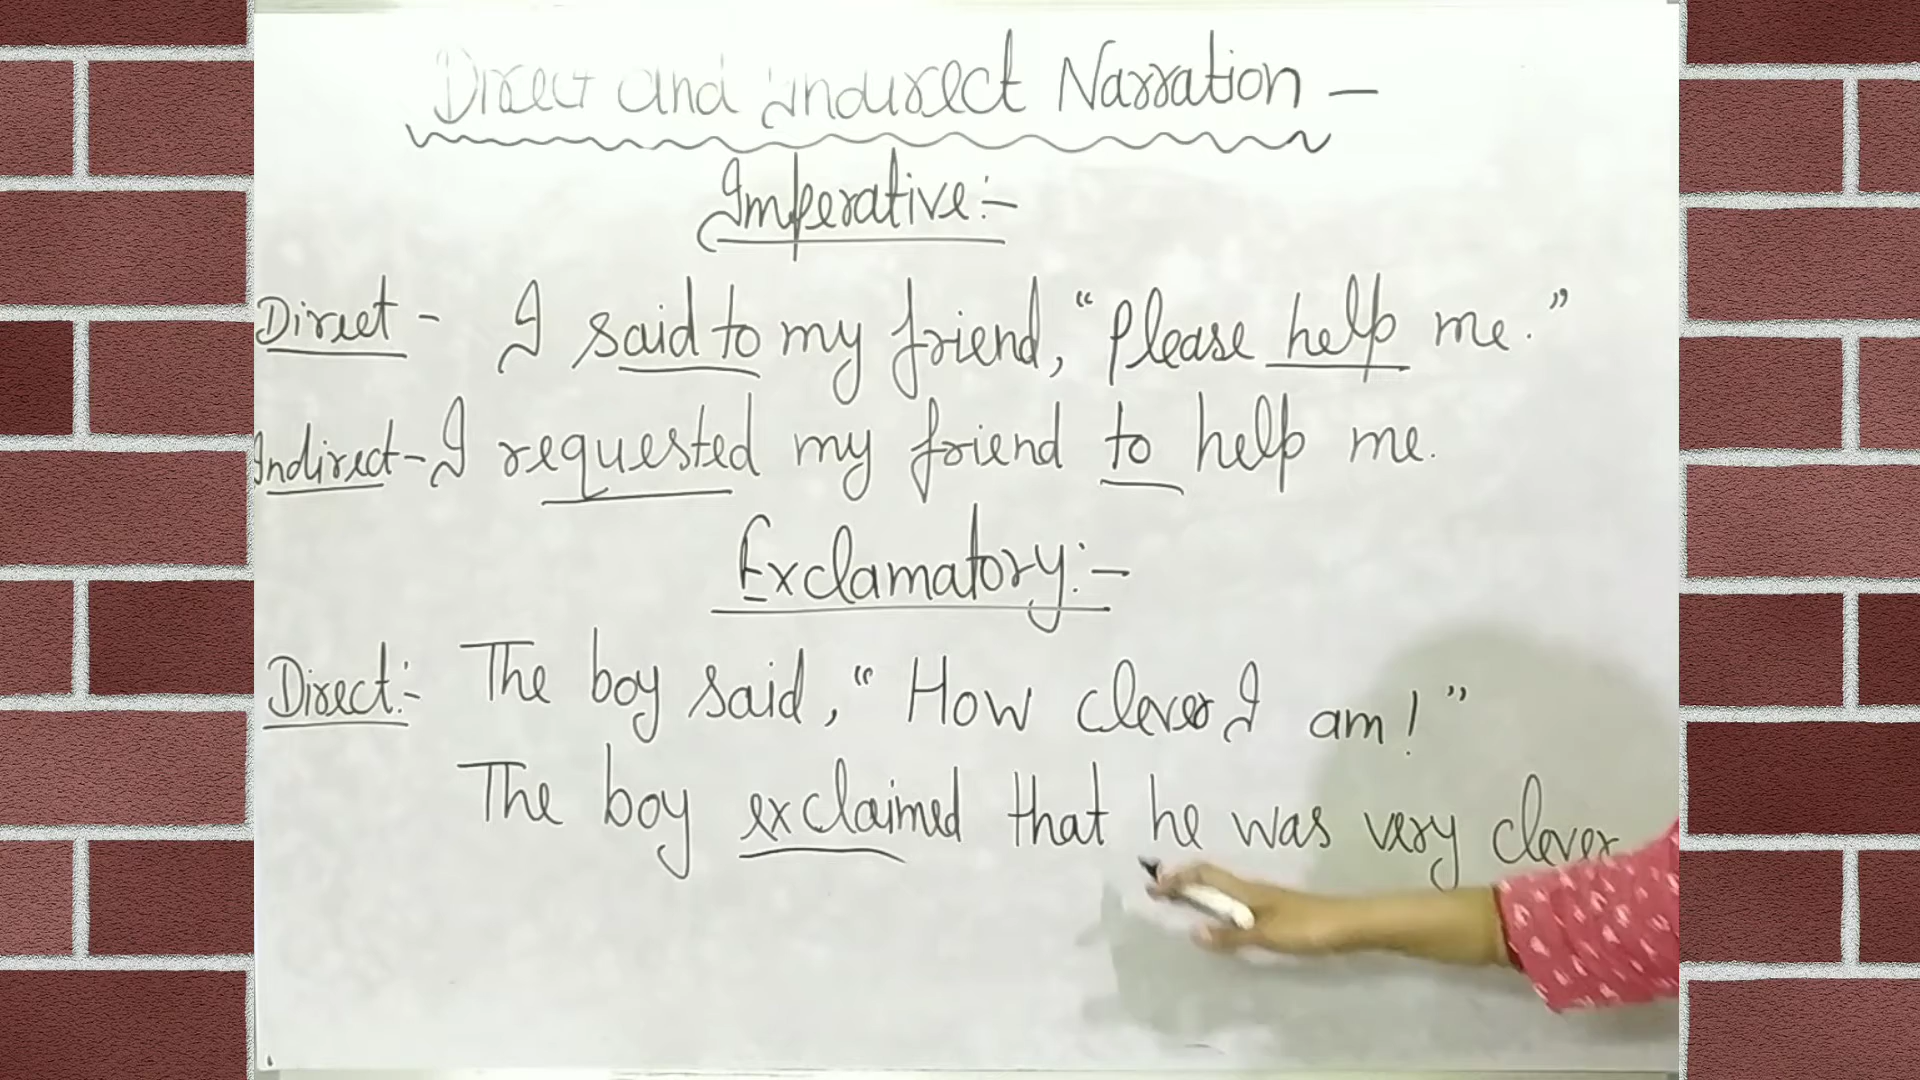 Direct and Indirect Narration –
Imperative:-
Direct - I said to my friend, "Please help me."
Indirect - I requested my friend to help me.
Exclamatory:-
Direct:- The boy said, "How clever I am!"
The boy exclaimed that he was very clever